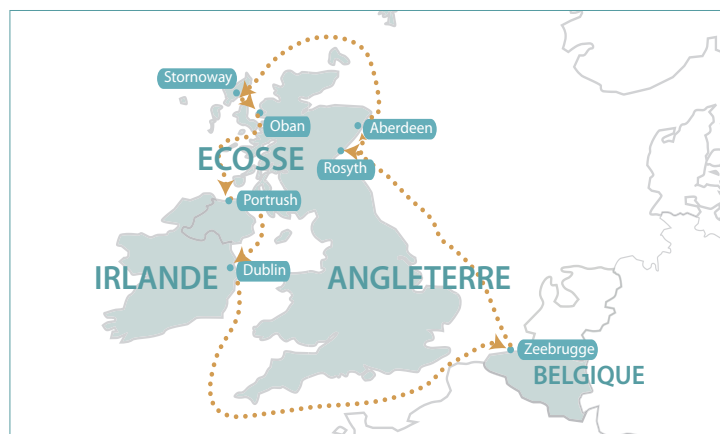 Stornoway
Oban
Aberdeen
ECOSSE
Rosyth
Portrush
IRLANDE
Dublin
ANGLETERRE
Zeebrugge
BELGIQUE